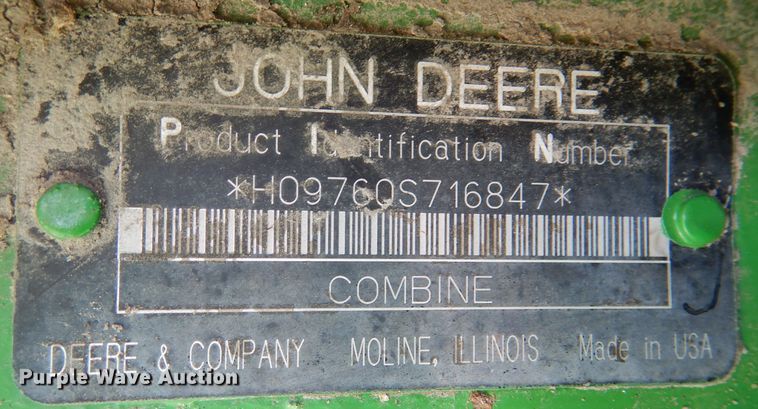 JOHN DEERE
Product Identification Number
*H09760S716847*
COMBINE
DEERE & COMPANY MOLINE, ILLINOIS Made in USA
Purple Wave Auction